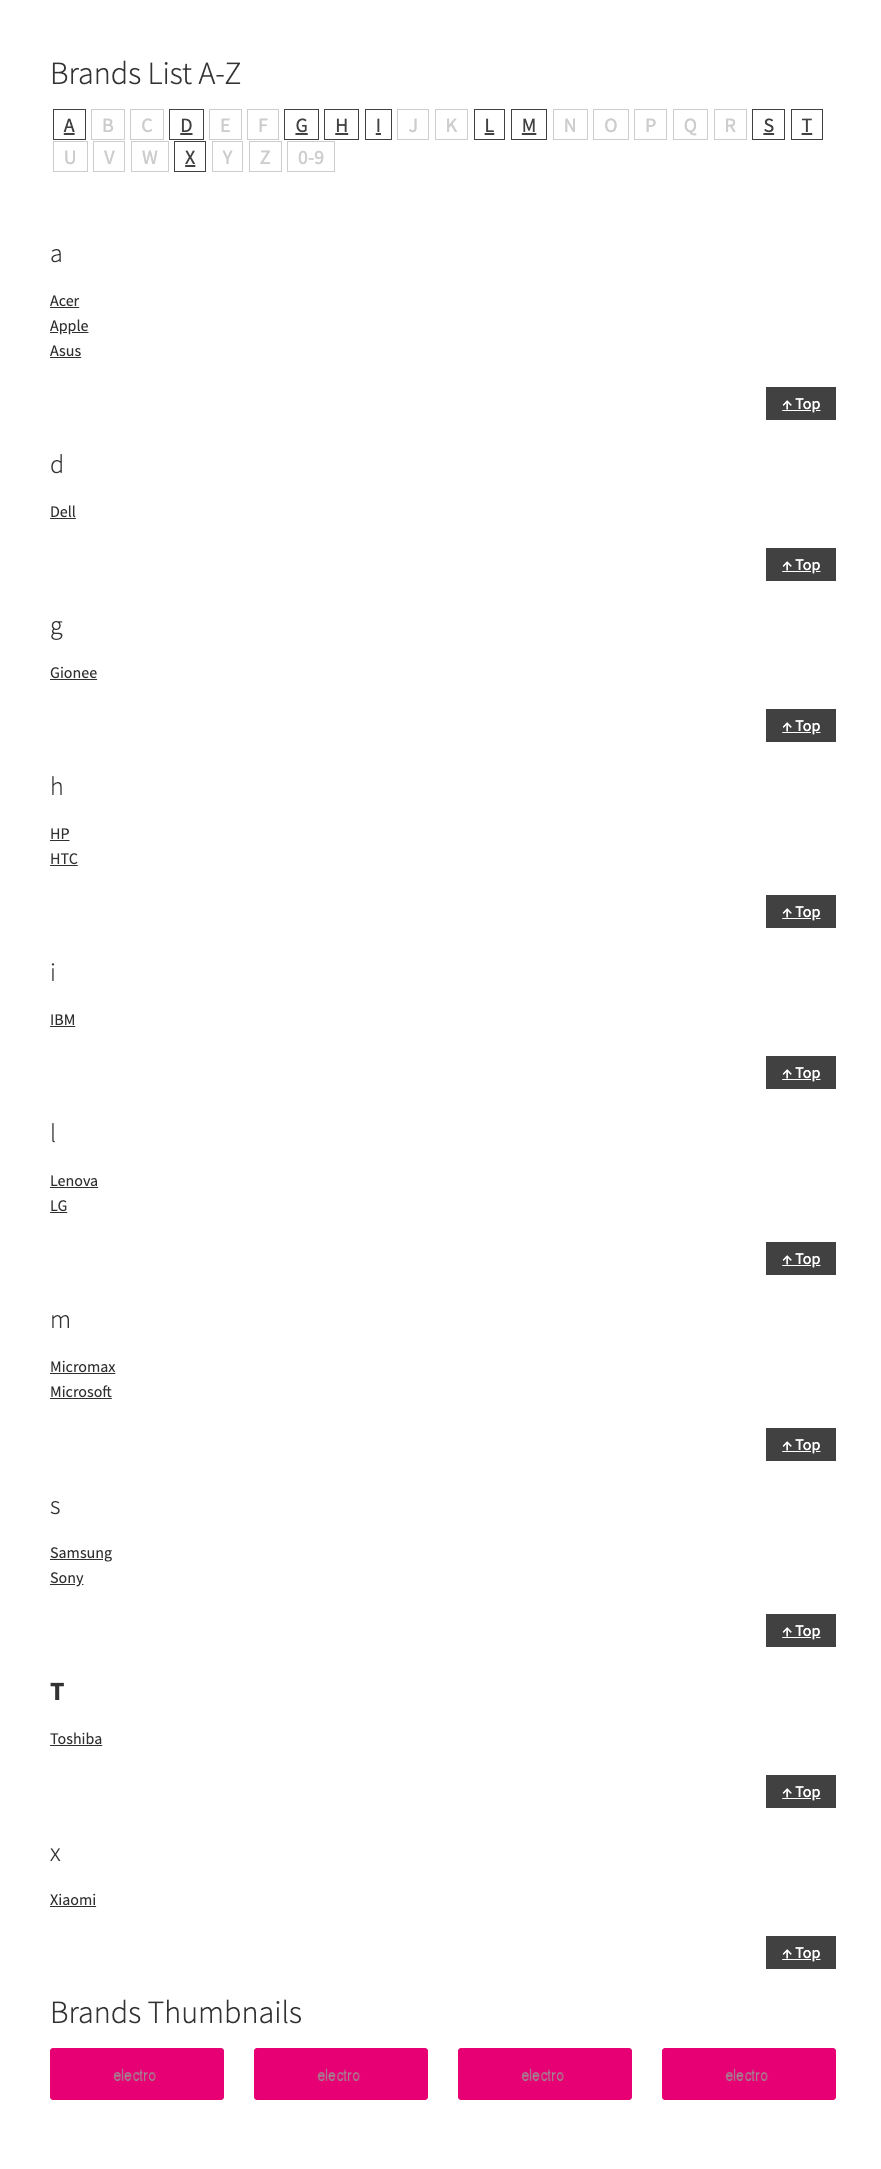 Brands List A-Z
A B C D E F G H I J K L M N O P Q R S T
U V W X Y Z 0-9
a
Acer
Apple
Asus
↑ Top
d
Dell
↑ Top
g
Gionee
↑ Top
h
HP
HTC
↑ Top
i
IBM
↑ Top
l
Lenova
LG
↑ Top
m
Micromax
Microsoft
↑ Top
s
Samsung
Sony
↑ Top
T
Toshiba
↑ Top
x
Xiaomi
↑ Top
Brands Thumbnails
electro electro electro electro